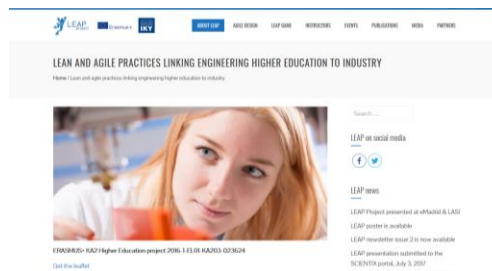 LEAP
project
Erasmus+
IKY
ABOUT LEAP
AGILE DESIGN
LEAP GAME
INSTRUCTORS
EVENTS
PUBLICATIONS
MEDIA
PARTNERS
LEAN AND AGILE PRACTICES LINKING ENGINEERING HIGHER EDUCATION TO INDUSTRY
Home / Lean and agile practices linking engineering higher education to industry
Search …
LEAP on social media
LEAP news
LEAP Project presented at eMadrid & LASI
LEAP poster is available
LEAP newsletter issue 2 is now available
LEAP presentation submitted to the
SCIENTIX portal, July 3, 2017
ERASMUS+ KA2 Higher Education project 2016-1-EL01-KA203-023624
Get the leaflet